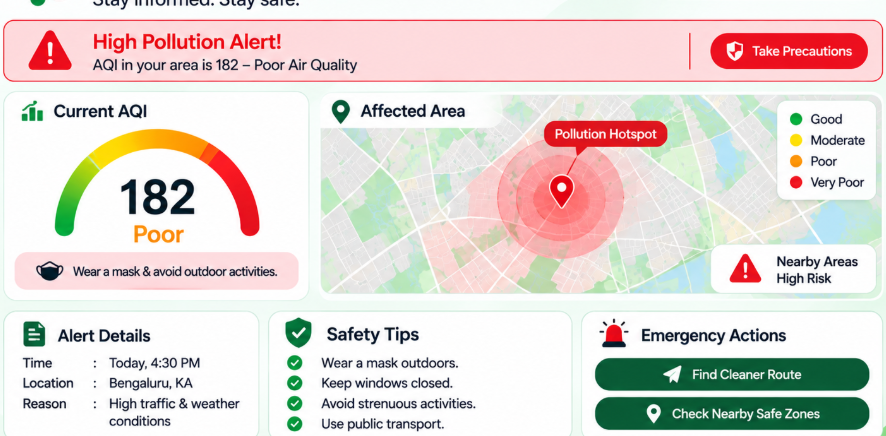 Stay informed. Stay safe.
High Pollution Alert!
AQI in your area is 182 – Poor Air Quality
Take Precautions
Current AQI
182
Poor
Wear a mask & avoid outdoor activities.
Affected Area
Pollution Hotspot
Good
Moderate
Poor
Very Poor
Nearby Areas
High Risk
Alert Details
Time : Today, 4:30 PM
Location : Bengaluru, KA
Reason : High traffic & weather
conditions
Safety Tips
Wear a mask outdoors.
Keep windows closed.
Avoid strenuous activities.
Use public transport.
Emergency Actions
Find Cleaner Route
Check Nearby Safe Zones